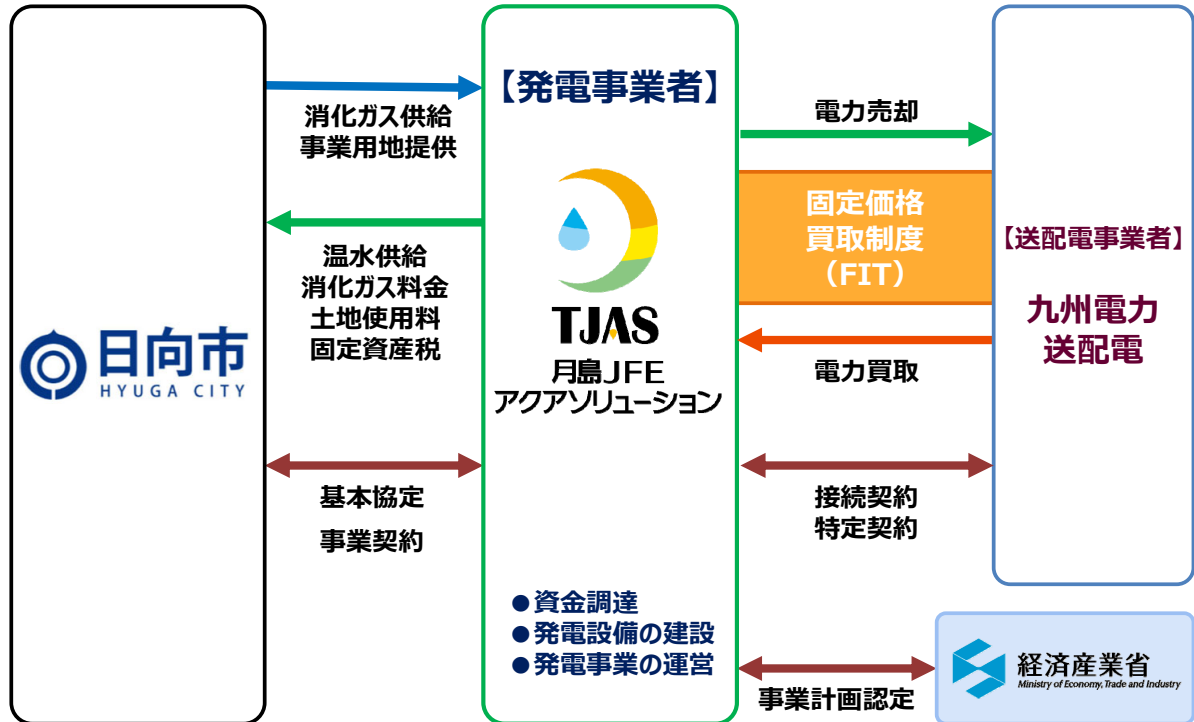 消化ガス供給
事業用地提供
温水供給
消化ガス料金
土地使用料
固定資産税
日向市
HYUGA CITY
基本協定
事業契約
【発電事業者】
TJAS
月島JFE
アクアソリューション
●資金調達
●発電設備の建設
●発電事業の運営
電力売却
固定価格
買取制度
（FIT）
電力買取
接続契約
特定契約
【送配電事業者】
九州電力
送配電
事業計画認定
経済産業省
Ministry of Economy, Trade and Industry